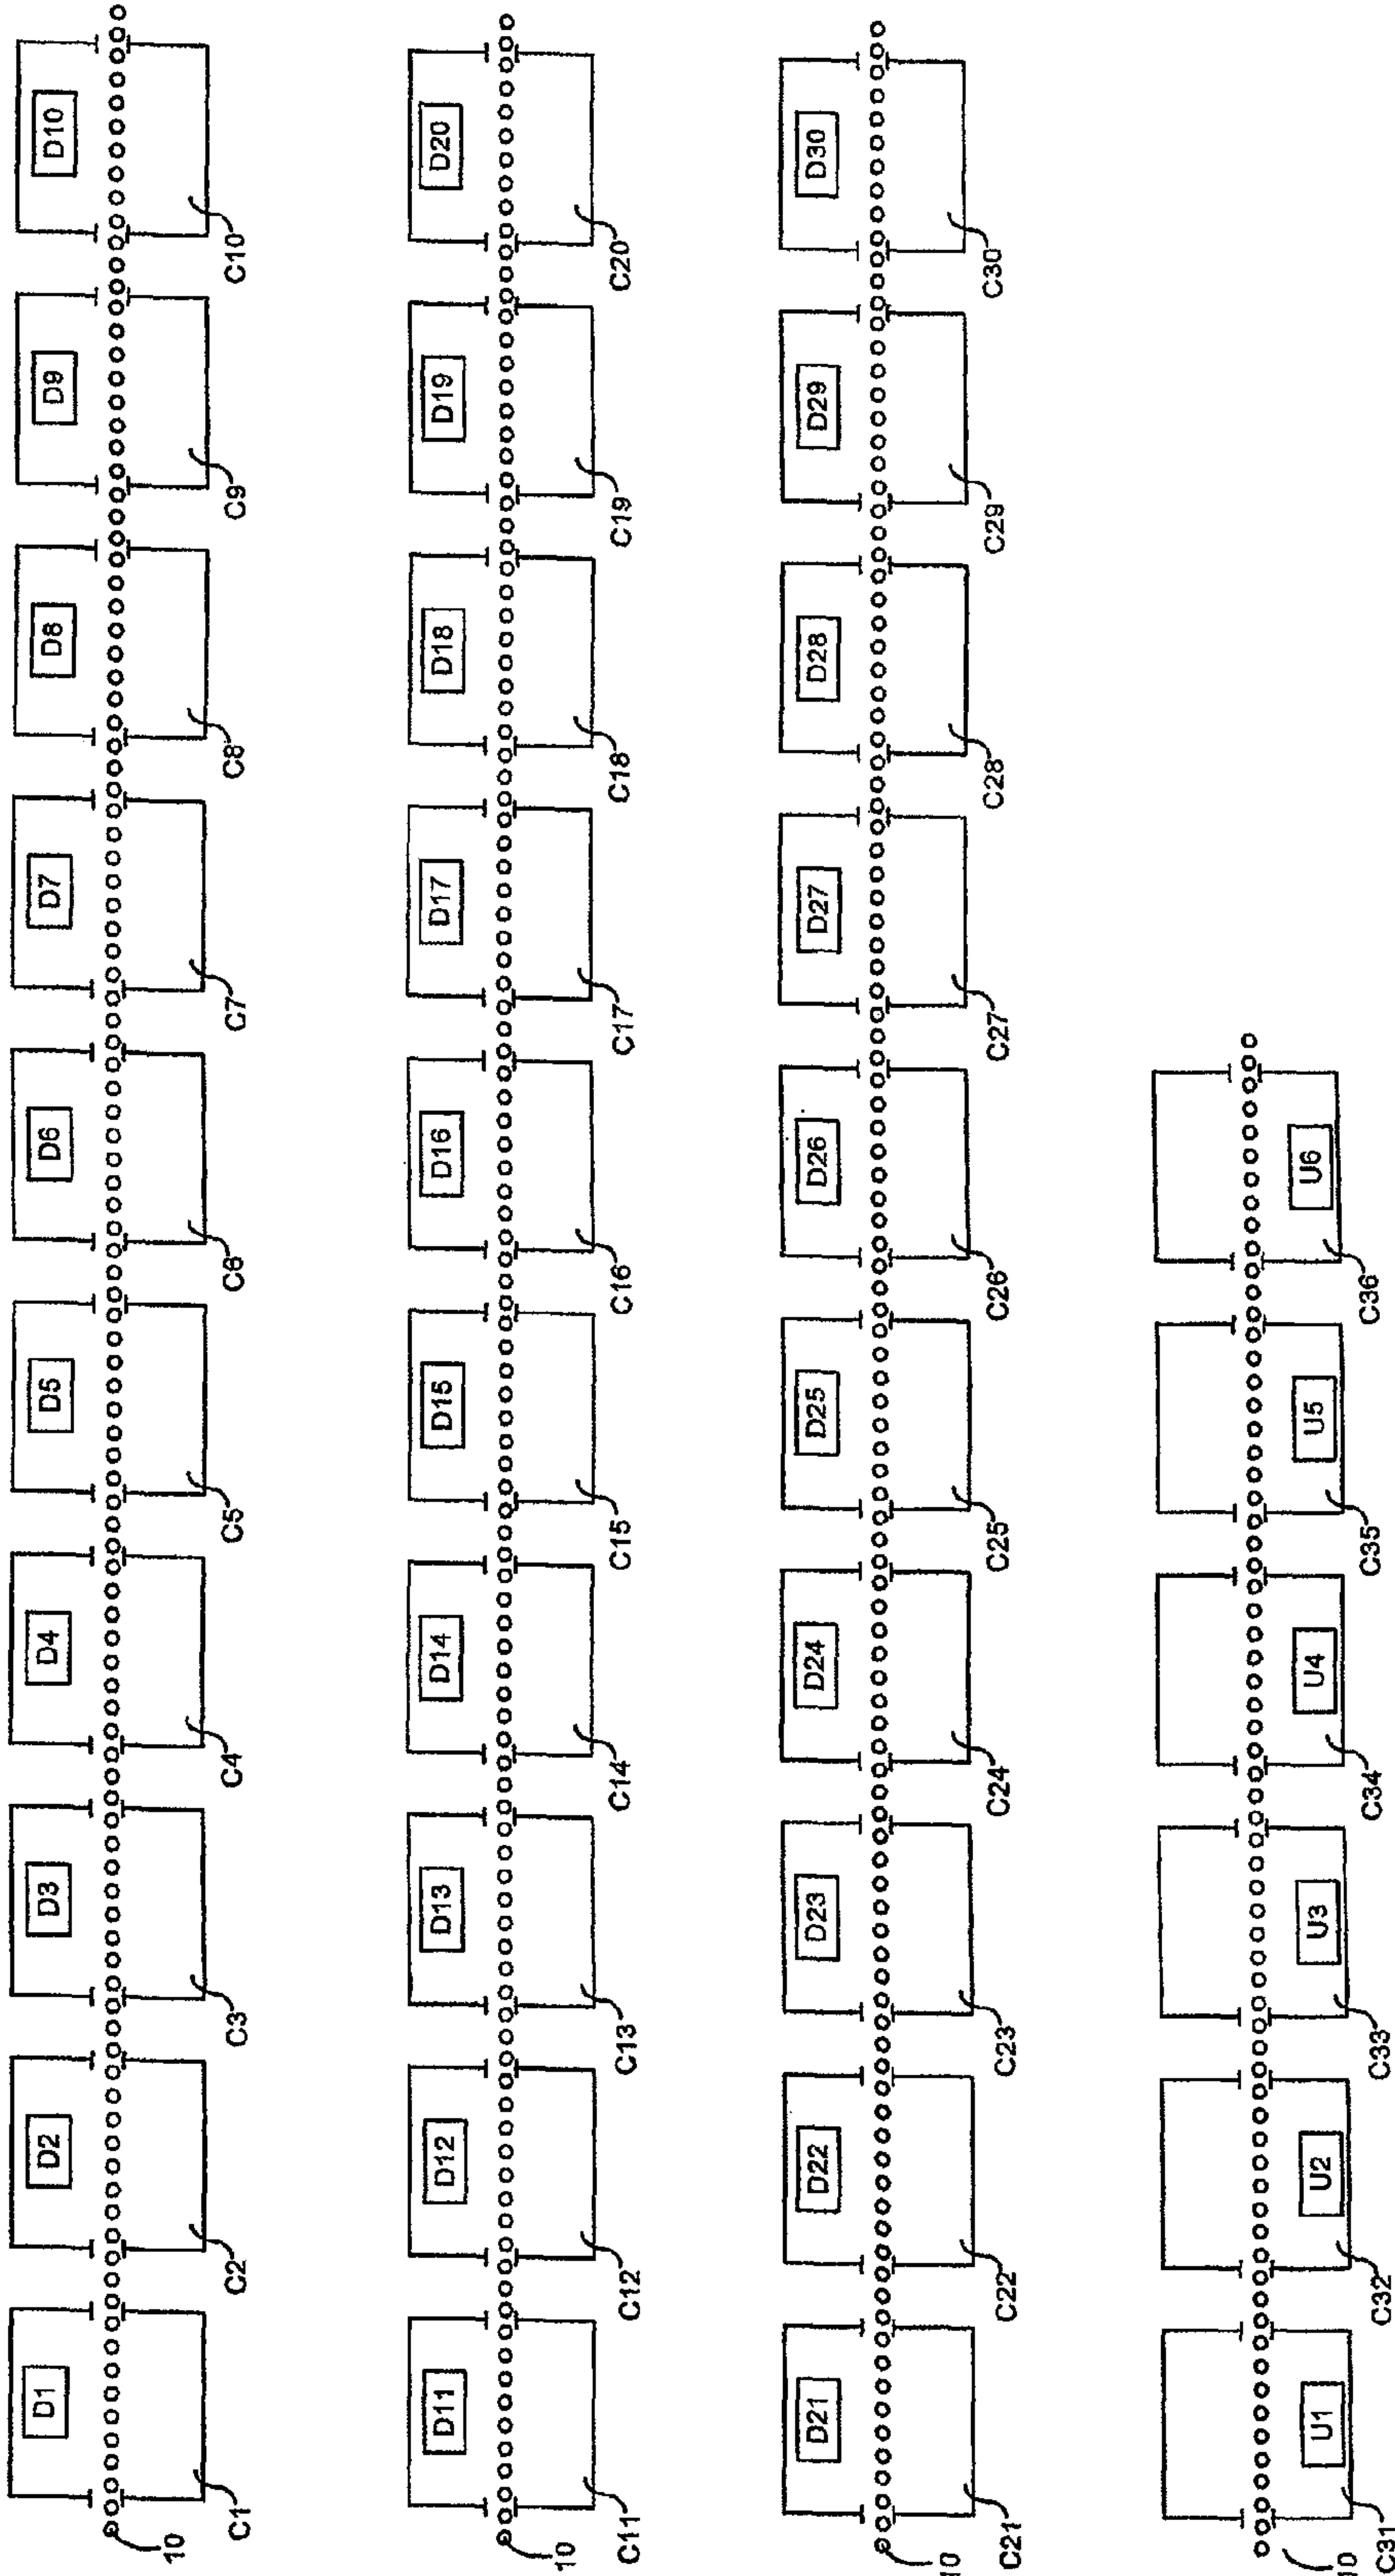 D1 D2 D3 D4 D5 D6 D7 D8 D9 D10
10 C1 C2 C3 C4 C5 C6 C7 C8 C9 C10
D11 D12 D13 D14 D15 D16 D17 D18 D19 D20
10 C11 C12 C13 C14 C15 C16 C17 C18 C19 C20
D21 D22 D23 D24 D25 D26 D27 D28 D29 D30
10 C21 C22 C23 C24 C25 C26 C27 C28 C29 C30
U1 U2 U3 U4 U5 U6
10 C31 C32 C33 C34 C35 C36